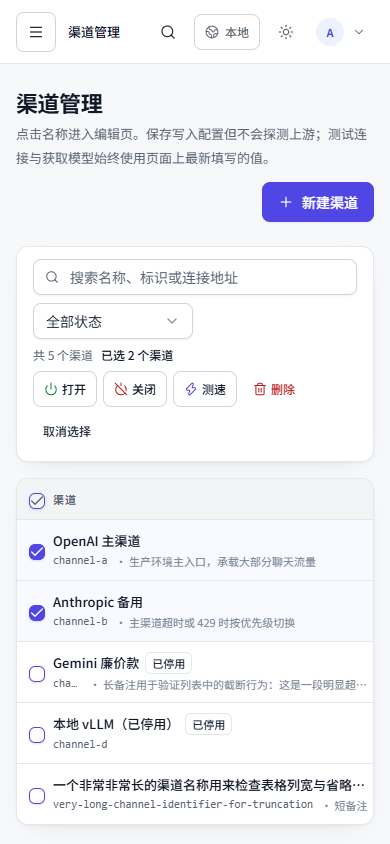 渠道管理
本地
A
渠道管理
点击名称进入编辑页。保存写入配置但不会探测上游；测试连
接与获取模型始终使用页面上最新填写的值。
新建渠道
搜索名称、标识或连接地址
全部状态
共 5 个渠道 已选 2 个渠道
打开 关闭 测速 删除
取消选择
渠道
OpenAI 主渠道
channel-a · 生产环境主入口，承载大部分聊天流量
Anthropic 备用
channel-b · 主渠道超时或 429 时按优先级切换
Gemini 廉价款 已停用
cha… · 长备注用于验证列表中的截断行为：这是一段明显超…
本地 vLLM（已停用） 已停用
channel-d
一个非常非常长的渠道名称用来检查表格列宽与省略…
very-long-channel-identifier-for-truncation · 短备注